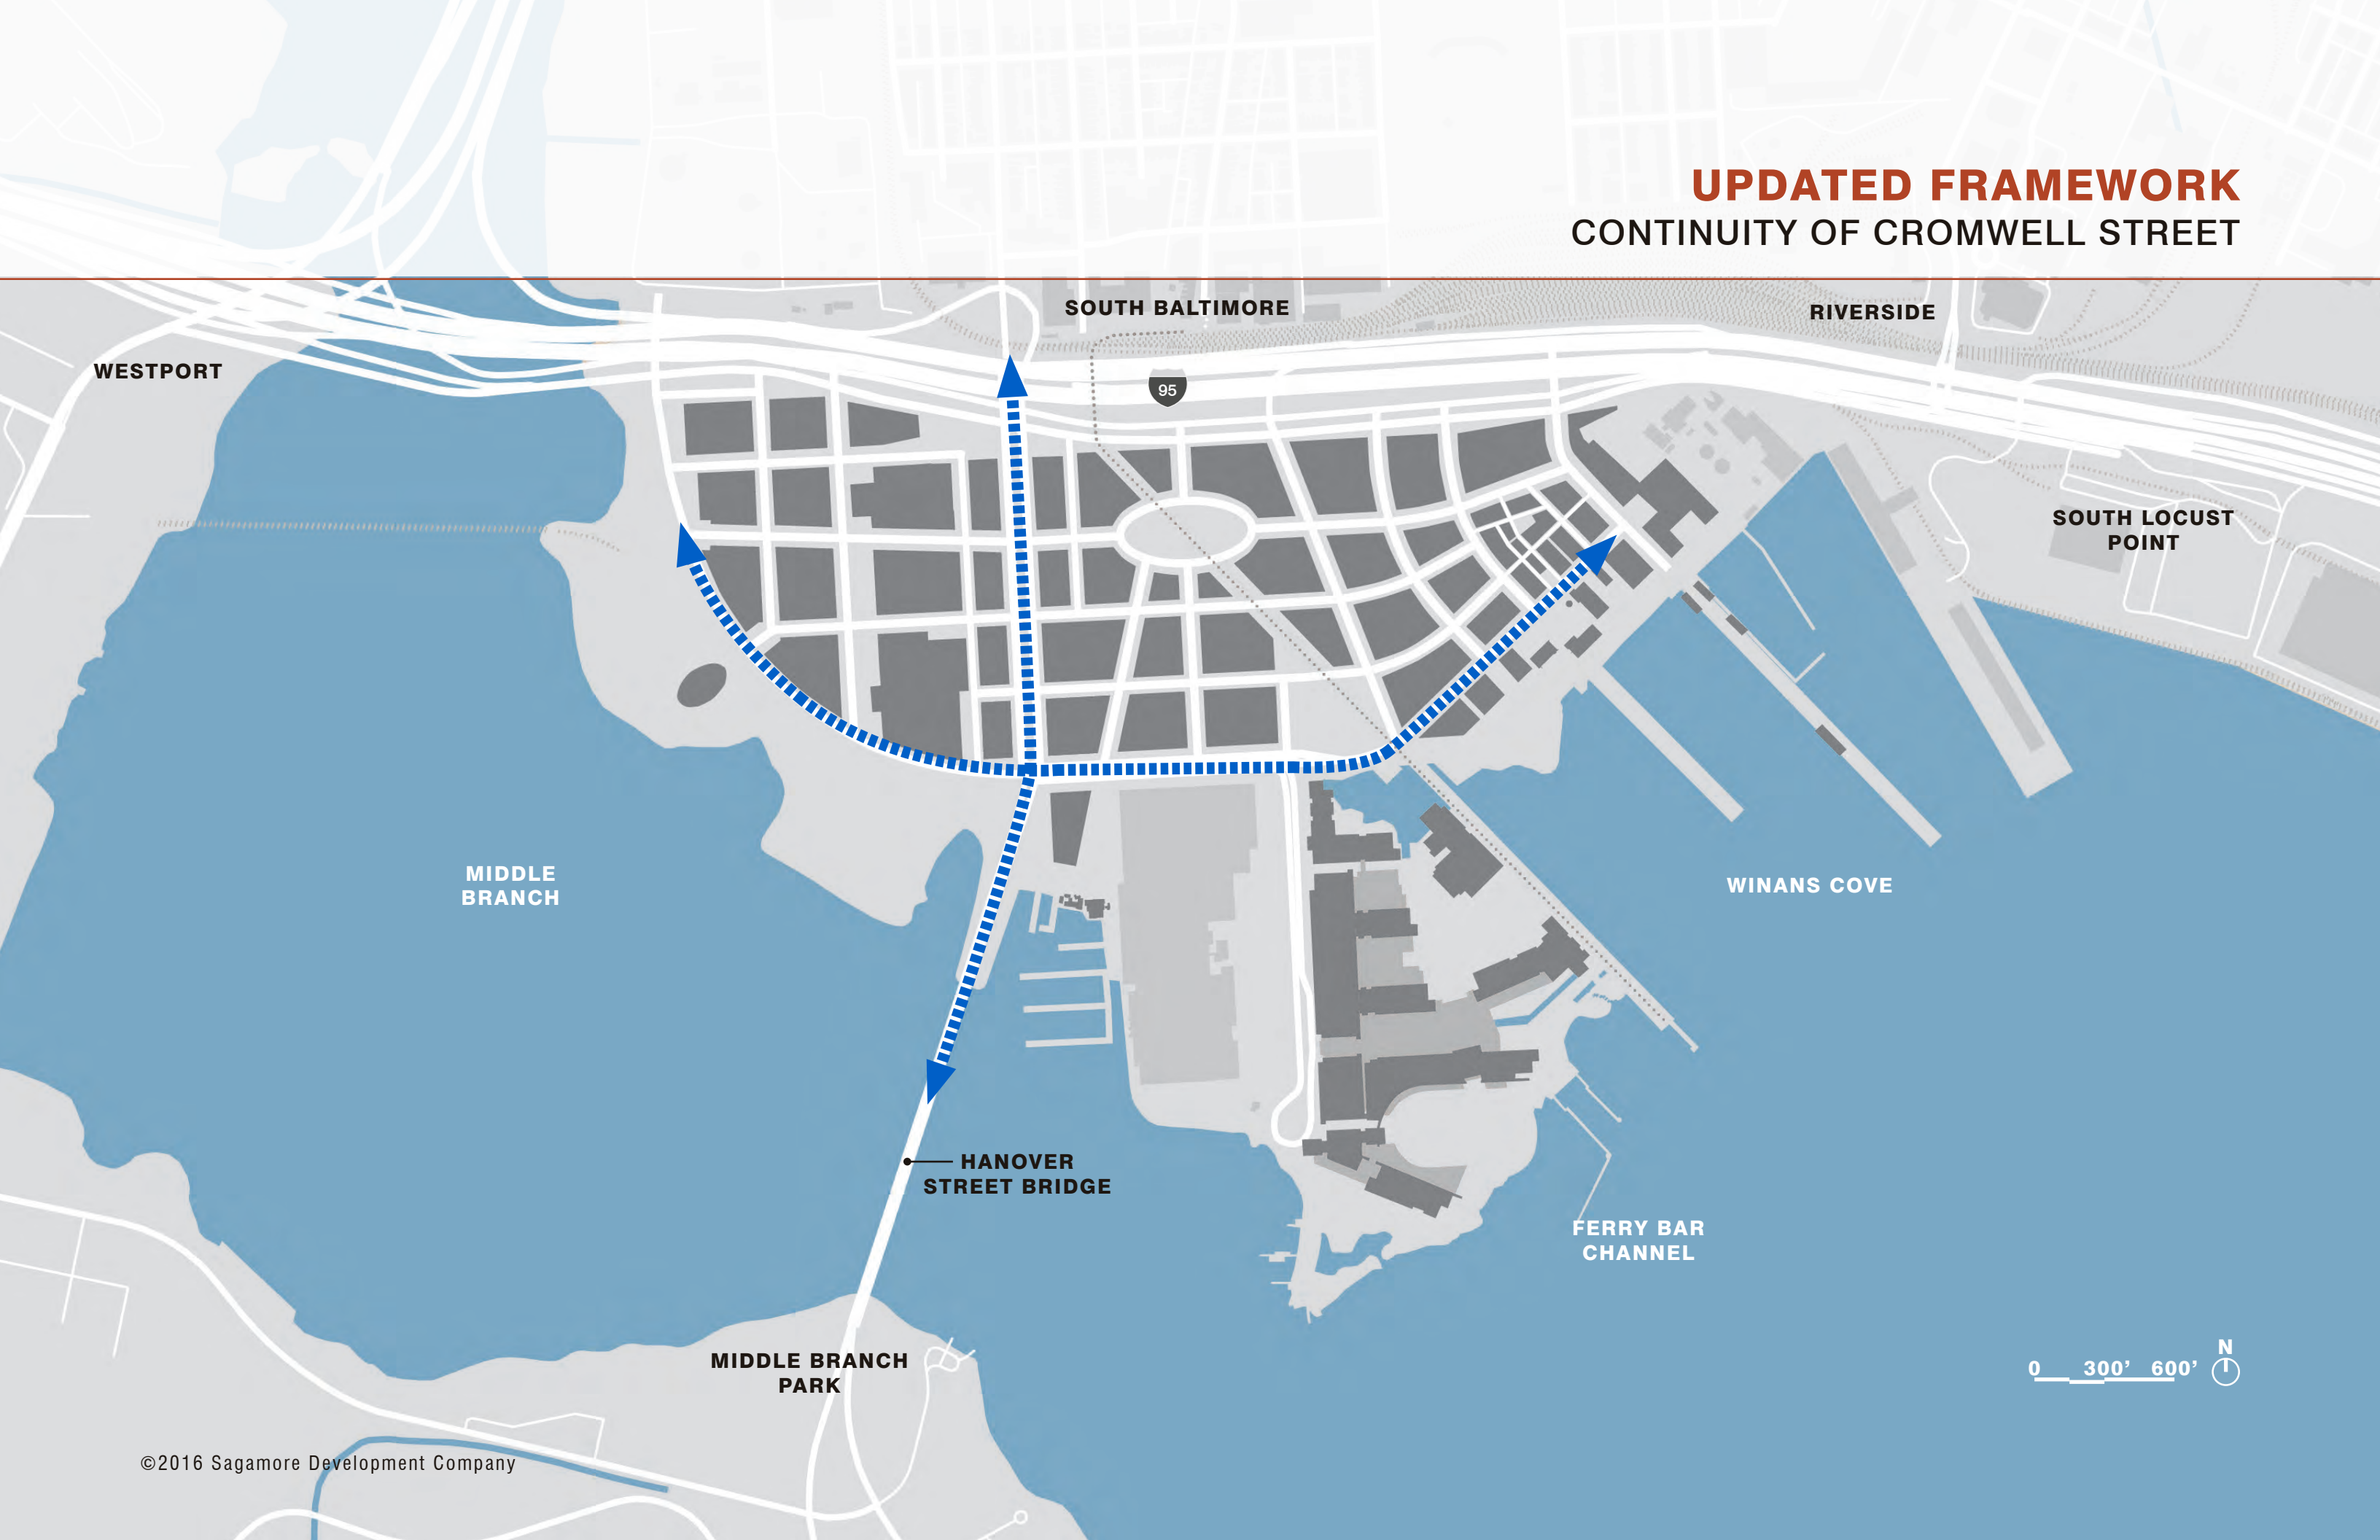 UPDATED FRAMEWORK
CONTINUITY OF CROMWELL STREET
SOUTH BALTIMORE
RIVERSIDE
WESTPORT
95
SOUTH LOCUST
POINT
MIDDLE
BRANCH
WINANS COVE
HANOVER
STREET BRIDGE
FERRY BAR
CHANNEL
MIDDLE BRANCH
PARK
N
0 300’ 600’
©2016 Sagamore Development Company